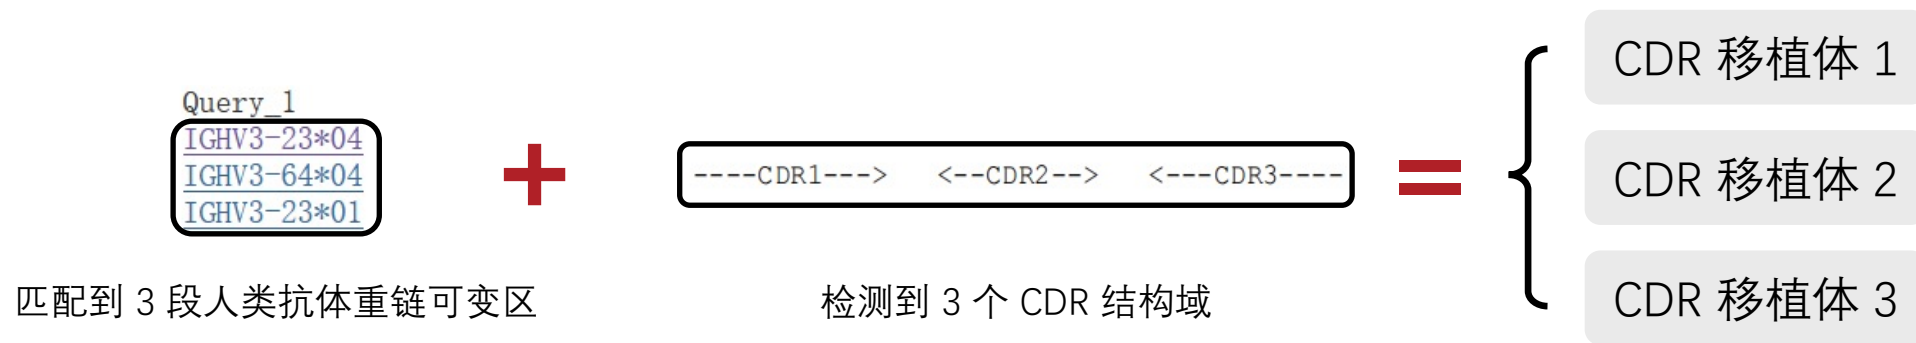 Query_1
IGHV3-23*04
IGHV3-64*04
IGHV3-23*01
匹配到 3 段人类抗体重链可变区
+
----CDR1--->   <--CDR2-->   <---CDR3----
检测到 3 个 CDR 结构域
=
CDR 移植体 1
CDR 移植体 2
CDR 移植体 3